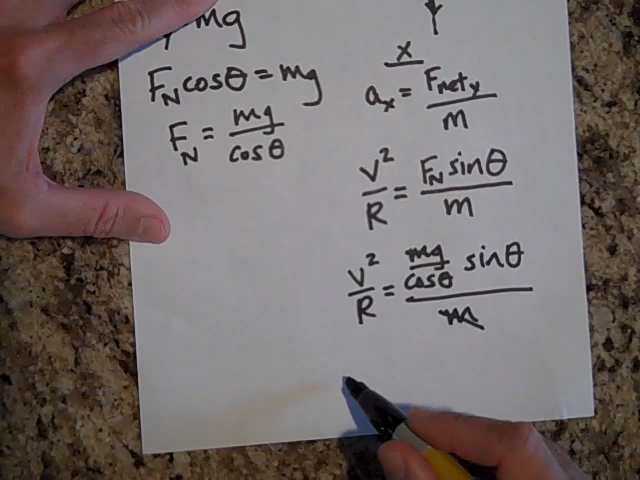 mg
F_N cosθ = mg
F_N = mg / cosθ
x
a_x = F_net y / m
V² / R = F_N sinθ / m
V² / R = mg / cosθ sinθ / m